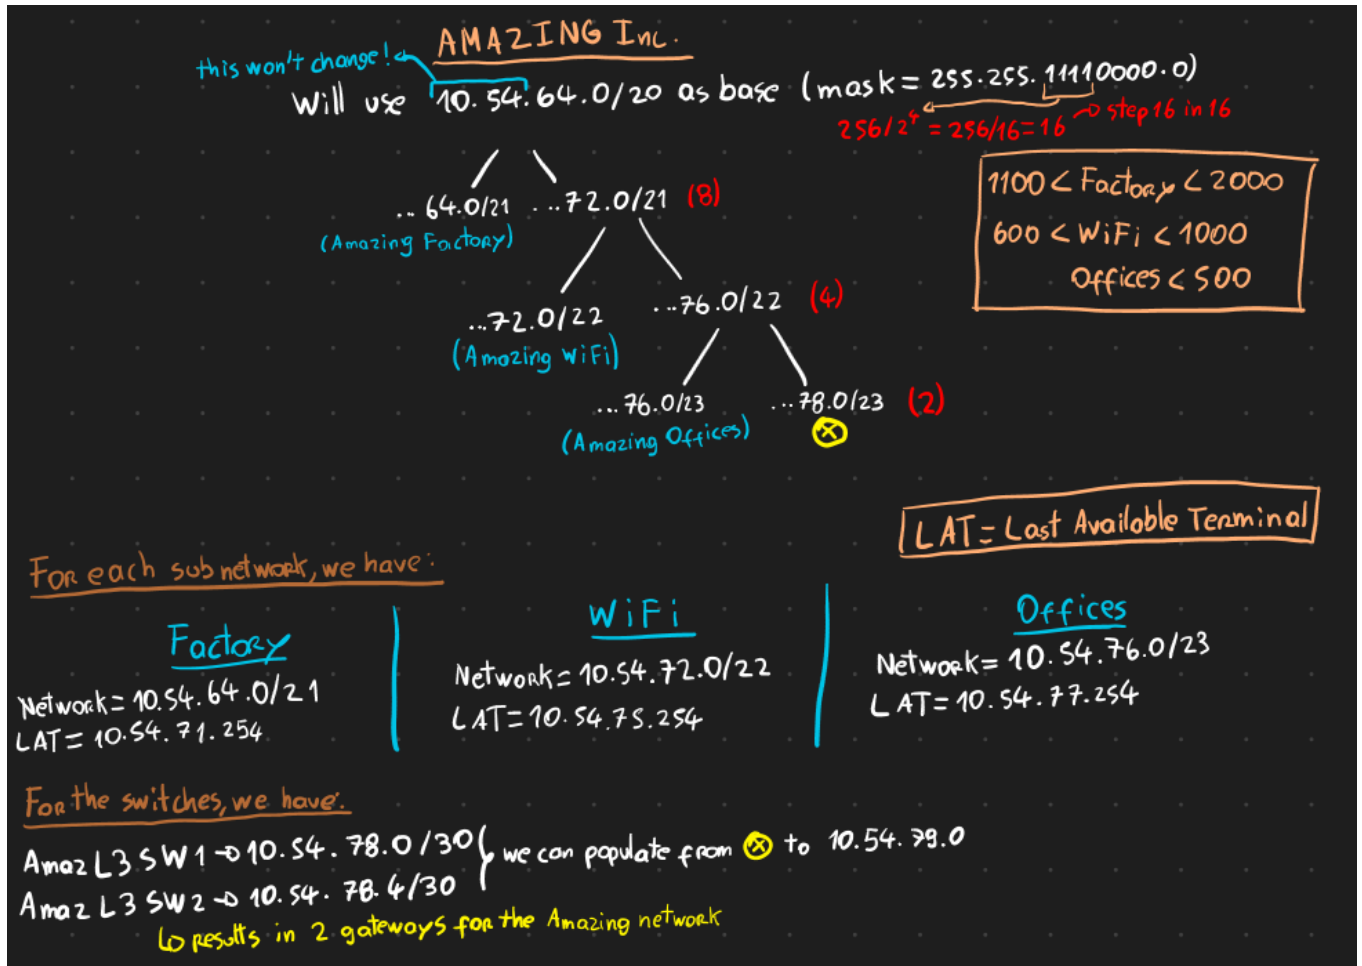 AMAZING Inc.
this won't change!
Will use 10.54.64.0/20 as base (mask = 255.255.11110000.0)
256/2⁴ = 256/16 = 16 → step 16 in 16
1100 < Factory < 2000
600 < WiFi < 1000
Offices < 500
... 64.0/21 ...72.0/21 (8)
(Amazing Factory)
...72.0/22 ...76.0/22 (4)
(Amazing WiFi)
...76.0/23 ...78.0/23 (2)
(Amazing Offices) ⊗
LAT = Last Available Terminal
For each subnetwork, we have:
Factory
Network = 10.54.64.0/21
LAT = 10.54.71.254
WiFi
Network = 10.54.72.0/22
LAT = 10.54.75.254
Offices
Network = 10.54.76.0/23
LAT = 10.54.77.254
For the switches, we have:
Amaz L3 SW1 → 10.54.78.0/30
Amaz L3 SW2 → 10.54.78.4/30
we can populate from ⊗ to 10.54.79.0
↳ results in 2 gateways for the Amazing network